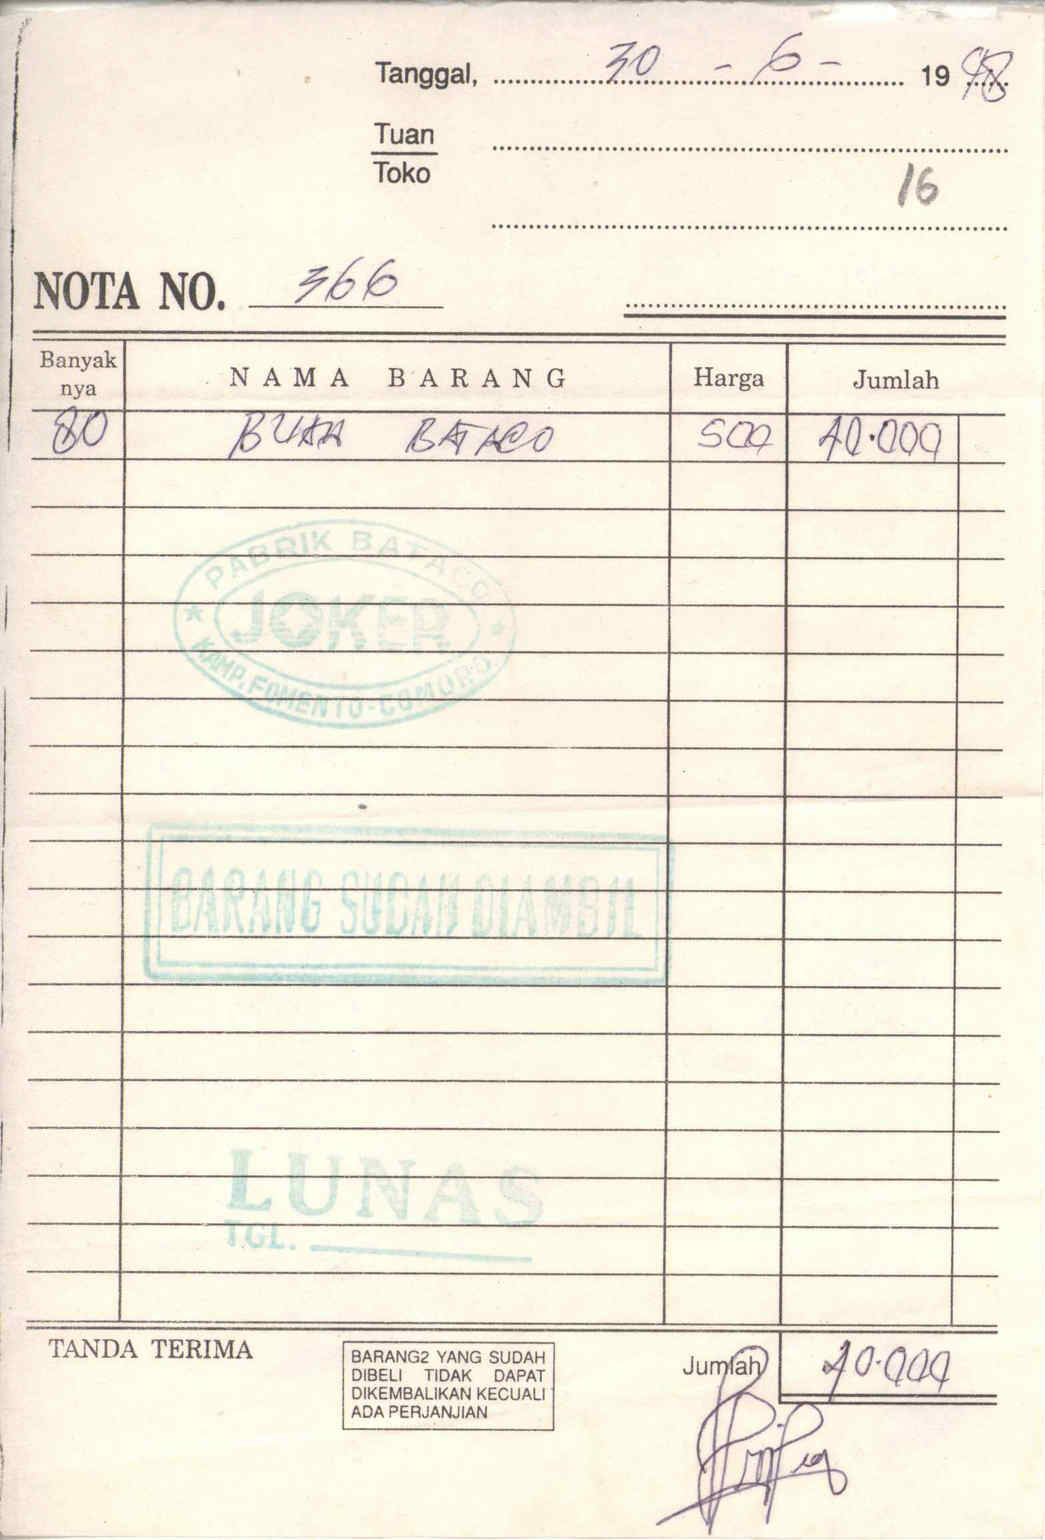 Tanggal, 30 - 6 - 1998
Tuan
Toko
16
NOTA NO. 366
Banyak nya NAMA BARANG Harga Jumlah
80 BUAH BATACO 500 40.000
PABRIK BATACO
* JOKER *
KAMP. FOMENTO - COMORO
BARANG SUDAH DIAMBIL
LUNAS
TGL.
TANDA TERIMA
BARANG2 YANG SUDAH
DIBELI TIDAK DAPAT
DIKEMBALIKAN KECUALI
ADA PERJANJIAN
Jumlah 40.000